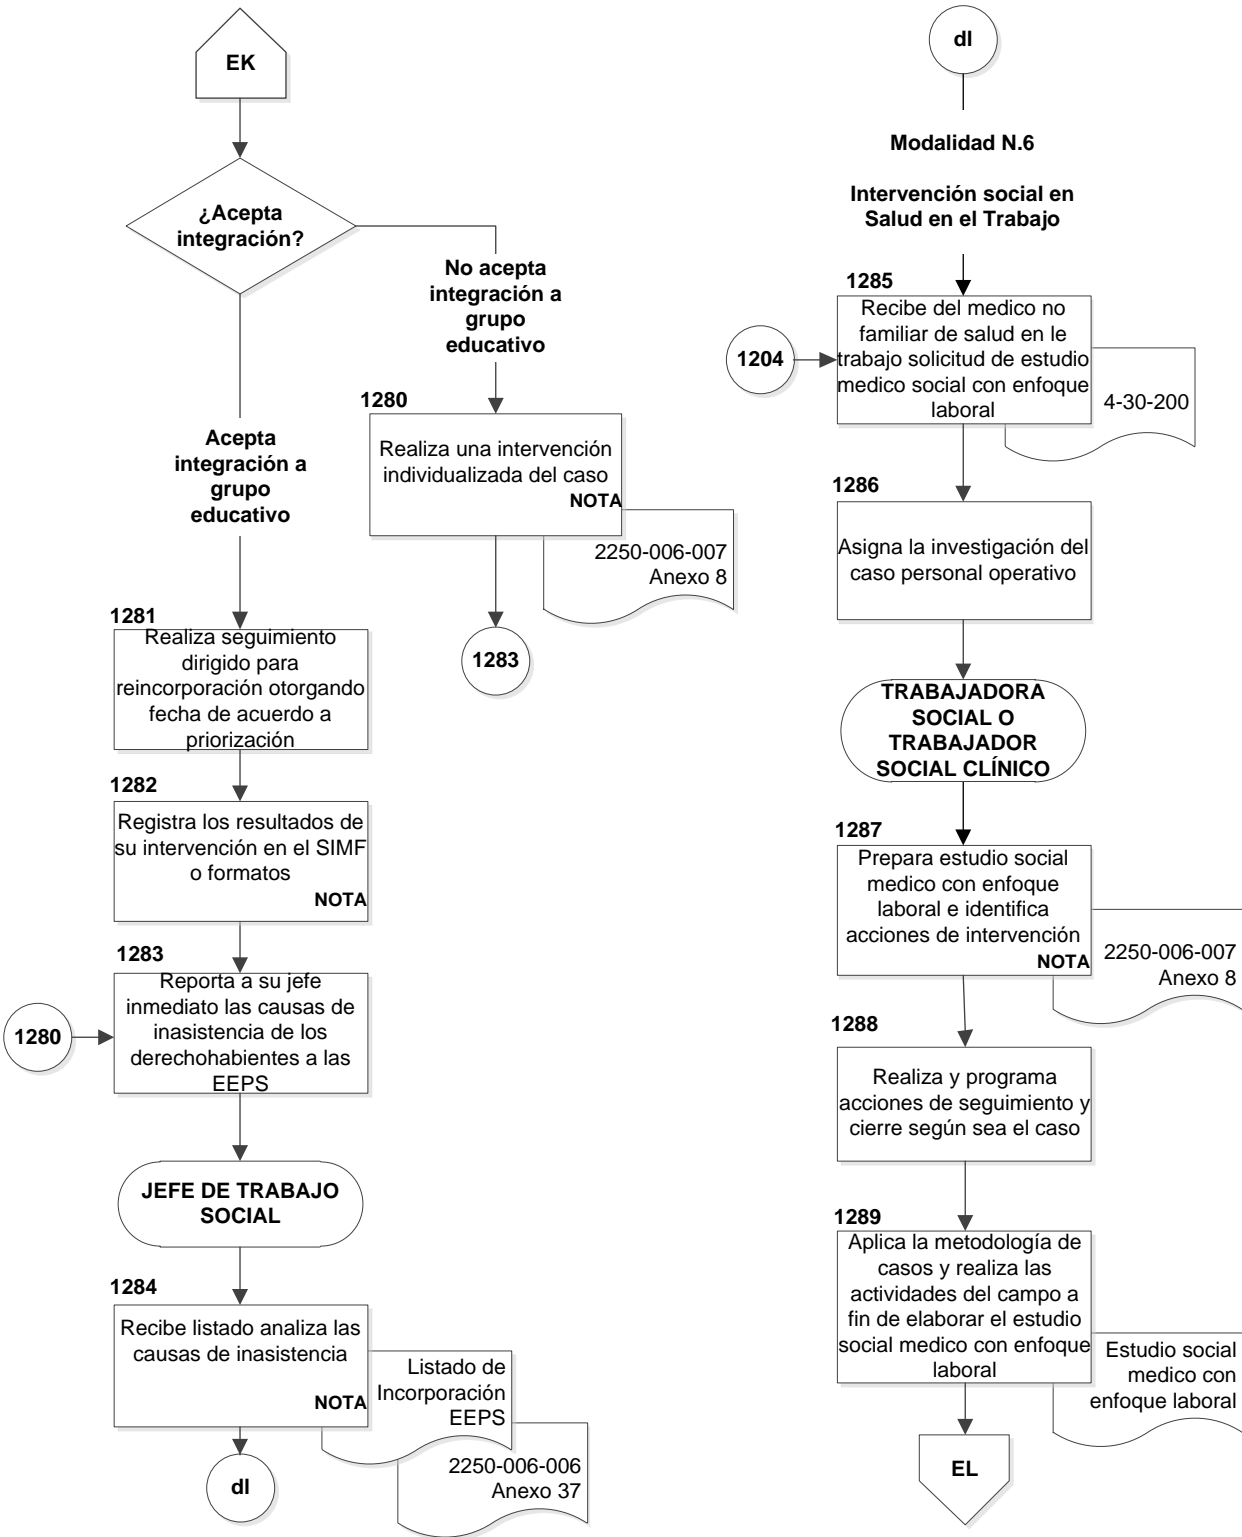 EK
¿Acepta
integración?
No acepta
integración a
grupo
educativo
1280
Realiza una intervención
individualizada del caso
NOTA
2250-006-007
Anexo 8
1283
Acepta
integración a
grupo
educativo
1281
Realiza seguimiento
dirigido para
reincorporación otorgando
fecha de acuerdo a
priorización
1282
Registra los resultados de
su intervención en el SIMF
o formatos
NOTA
1283
1280
Reporta a su jefe
inmediato las causas de
inasistencia de los
derechohabientes a las
EEPS
JEFE DE TRABAJO
SOCIAL
1284
Recibe listado analiza las
causas de inasistencia
NOTA
Listado de
Incorporación
EEPS
2250-006-006
Anexo 37
dl
dl
Modalidad N.6
Intervención social en
Salud en el Trabajo
1285
1204
Recibe del medico no
familiar de salud en le
trabajo solicitud de estudio
medico social con enfoque
laboral
4-30-200
1286
Asigna la investigación del
caso personal operativo
TRABAJADORA
SOCIAL O
TRABAJADOR
SOCIAL CLÍNICO
1287
Prepara estudio social
medico con enfoque
laboral e identifica
acciones de intervención
NOTA
2250-006-007
Anexo 8
1288
Realiza y programa
acciones de seguimiento y
cierre según sea el caso
1289
Aplica la metodología de
casos y realiza las
actividades del campo a
fin de elaborar el estudio
social medico con enfoque
laboral
Estudio social
medico con
enfoque laboral
EL